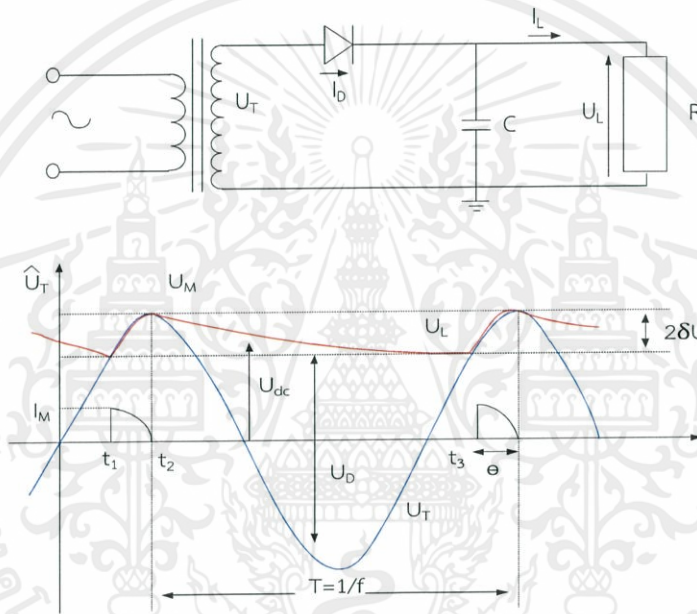 I_L
I_D
U_T
C
U_L
R
Û_T
U_M
U_L
2δU
U_dc
I_M
t_1
t_2
U_D
t_3
ɵ
U_T
T=1/f